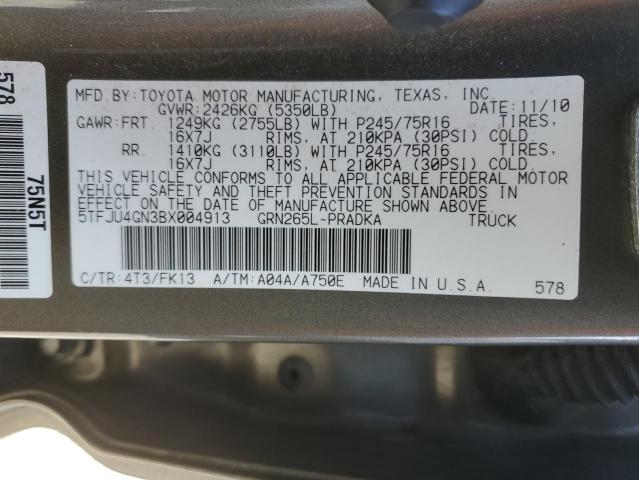 MFD.BY:TOYOTA MOTOR MANUFACTURING, TEXAS, INC.
GVWR:2426KG (5350LB) DATE:11/10
GAWR:FRT. 1249KG (2755LB) WITH P245/75R16 TIRES,
16X7J RIMS, AT 210KPA (30PSI) COLD.
RR. 1410KG (3110LB) WITH P245/75R16 TIRES,
16X7J RIMS, AT 210KPA (30PSI) COLD.
THIS VEHICLE CONFORMS TO ALL APPLICABLE FEDERAL MOTOR
VEHICLE SAFETY AND THEFT PREVENTION STANDARDS IN
EFFECT ON THE DATE OF MANUFACTURE SHOWN ABOVE.
5TFJU4GN3BX004913 GRN265L-PRADKA TRUCK
C/TR:4T3/FK13 A/TM:A04A/A750E MADE IN U.S.A. 578
578
75N5T